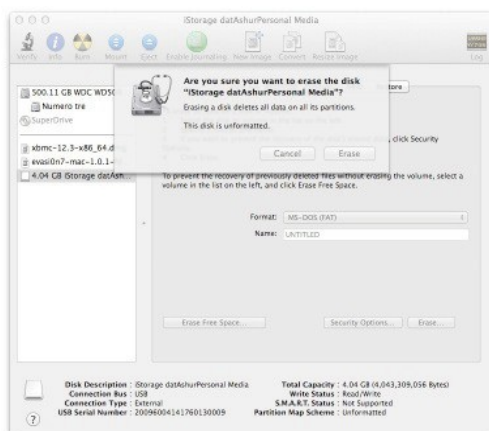 iStorage datAshurPersonal Media
Verify Info Burn Mount Eject Enable Journaling New Image Convert Resize Image Log
500.11 GB WDC WD50
Numero tre
SuperDrive
xbmc-12.3-x86_64.d
evasi0n7-mac-1.0.1-
4.04 GB iStorage datAsh
Are you sure you want to erase the disk
"iStorage datAshurPersonal Media"?
Erasing a disk deletes all data on all its partitions.
This disk is unformatted.
Cancel Erase
ore
click Security
To prevent the recovery of previously deleted files without erasing the volume, select a
volume in the list on the left, and click Erase Free Space.
Format: MS-DOS (FAT)
Name: UNTITLED
Erase Free Space... Security Options... Erase...
Disk Description : iStorage datAshurPersonal Media Total Capacity : 4.04 GB (4,043,309,056 Bytes)
Connection Bus : USB Write Status : Read/Write
Connection Type : External S.M.A.R.T. Status : Not Supported
USB Serial Number : 20096004141760130009 Partition Map Scheme : Unformatted
?